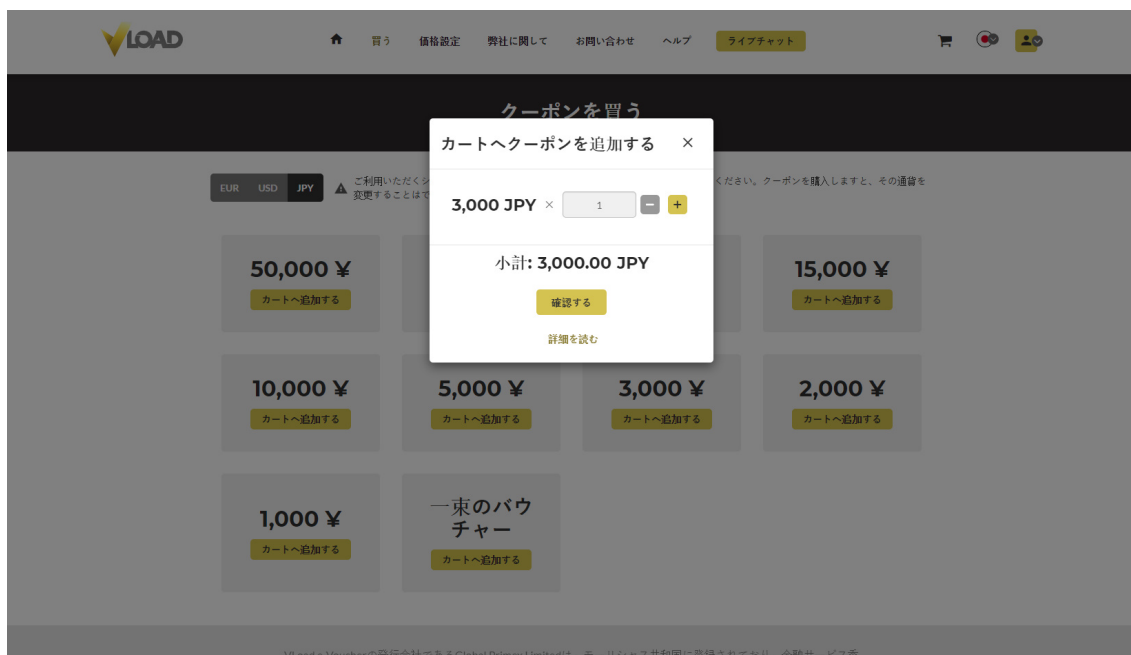 VLOAD
買う 価格設定 弊社に関して お問い合わせ ヘルプ ライブチャット
クーポンを買う
カートへクーポンを追加する ×
EUR USD JPY
ご利用いただくシ ください。クーポンを購入しますと、その通貨を
変更することはで
3,000 JPY × 1 − +
小計: 3,000.00 JPY
確認する
詳細を読む
50,000 ¥ 15,000 ¥
カートへ追加する カートへ追加する
10,000 ¥ 5,000 ¥ 3,000 ¥ 2,000 ¥
カートへ追加する カートへ追加する カートへ追加する カートへ追加する
1,000 ¥ 一束のバウ
チャー
カートへ追加する カートへ追加する